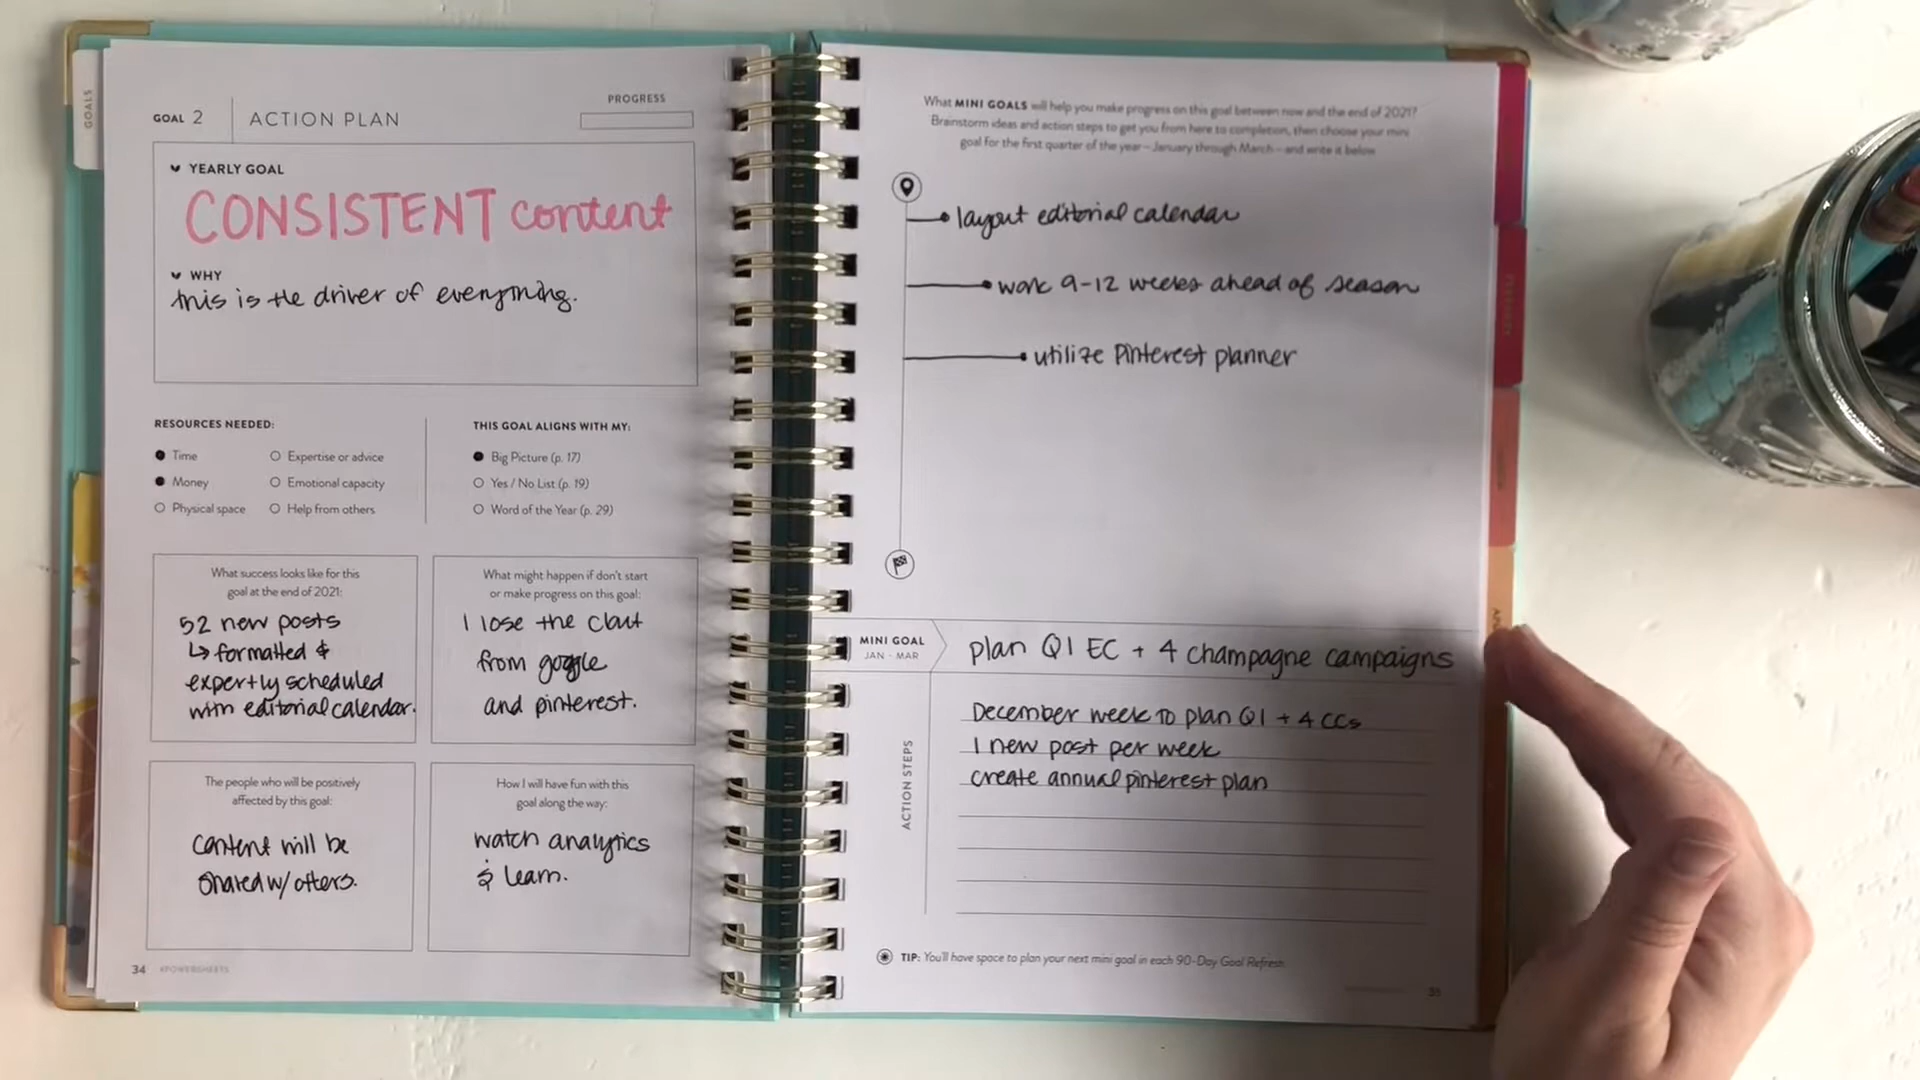 GOALS
GOAL 2
ACTION PLAN
PROGRESS
YEARLY GOAL
CONSISTENT content
WHY
this is the driver of everything.
RESOURCES NEEDED:
Time
Expertise or advice
Money
Emotional capacity
Physical space
Help from others
THIS GOAL ALIGNS WITH MY:
Big Picture (p. 17)
Yes / No List (p. 19)
Word of the Year (p. 29)
What success looks like for this
goal at the end of 2021:
52 new posts
↳ formatted &
expertly scheduled
with editorial calendar.
What might happen if don't start
or make progress on this goal:
I lose the clout
from google
and pinterest.
The people who will be positively
affected by this goal:
content will be
shared w/ others.
How I will have fun with this
goal along the way:
watch analytics
& learn.
34 #POWERSHEETS
What MINI GOALS will help you make progress on this goal between now and the end of 2021?
Brainstorm ideas and action steps to get you from here to completion, then choose your mini
goal for the first quarter of the year—January through March—and write it below
layout editorial calendar
work 9-12 weeks ahead of season
utilize Pinterest planner
MINI GOAL
JAN - MAR
plan Q1 EC + 4 champagne campaigns
ACTION STEPS
December week to plan Q1 + 4 CCs
1 new post per week
create annual pinterest plan
TIP: You'll have space to plan your next mini goal in each 90-Day Goal Refresh.
35